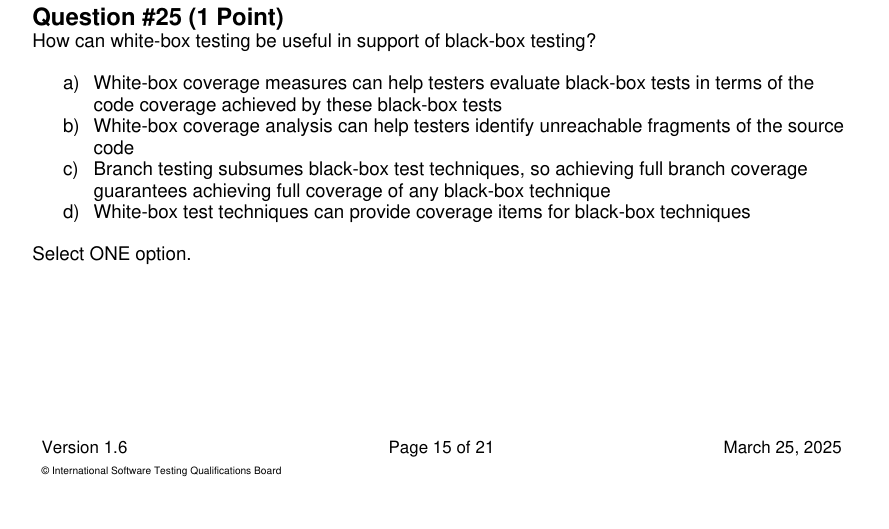 Question #25 (1 Point)
How can white-box testing be useful in support of black-box testing?
a) White-box coverage measures can help testers evaluate black-box tests in terms of the
code coverage achieved by these black-box tests
b) White-box coverage analysis can help testers identify unreachable fragments of the source
code
c) Branch testing subsumes black-box test techniques, so achieving full branch coverage
guarantees achieving full coverage of any black-box technique
d) White-box test techniques can provide coverage items for black-box techniques
Select ONE option.
Version 1.6 Page 15 of 21 March 25, 2025
© International Software Testing Qualifications Board